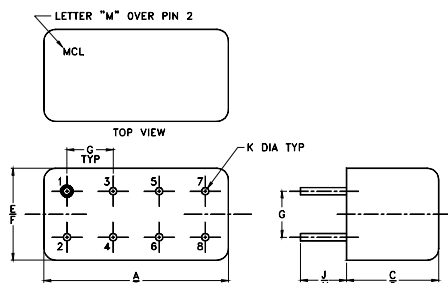 LETTER "M" OVER PIN 2
MCL
TOP VIEW
G
TYP
K DIA TYP
1 3 5 7
E
F
G
2 4 6 8
A
J
C